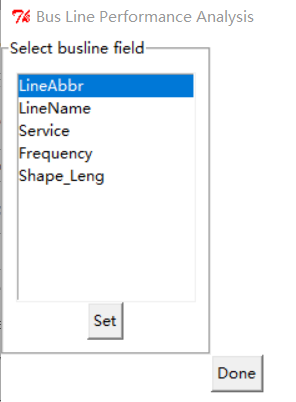 Bus Line Performance Analysis
Select busline field
LineAbbr
LineName
Service
Frequency
Shape_Leng
Set
Done